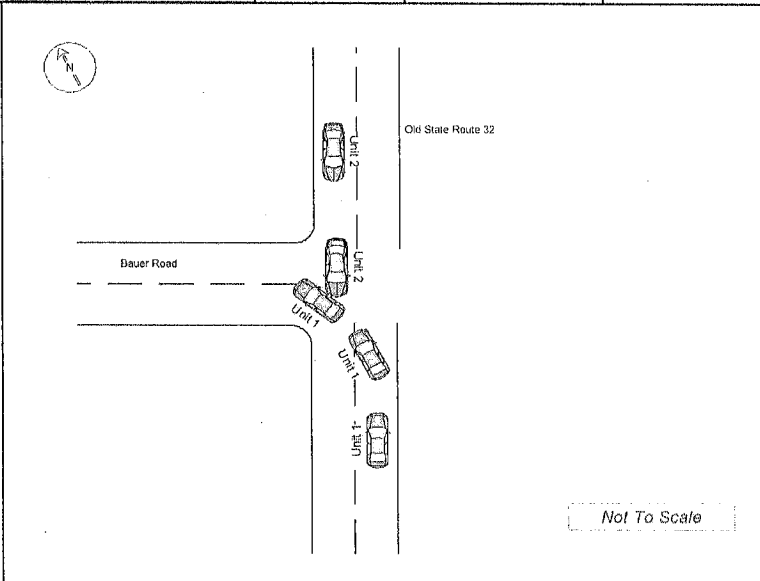 N
Old State Route 32
Unit 2
Bauer Road
Unit 2
Unit 1
Unit 1
Unit 1
Not To Scale